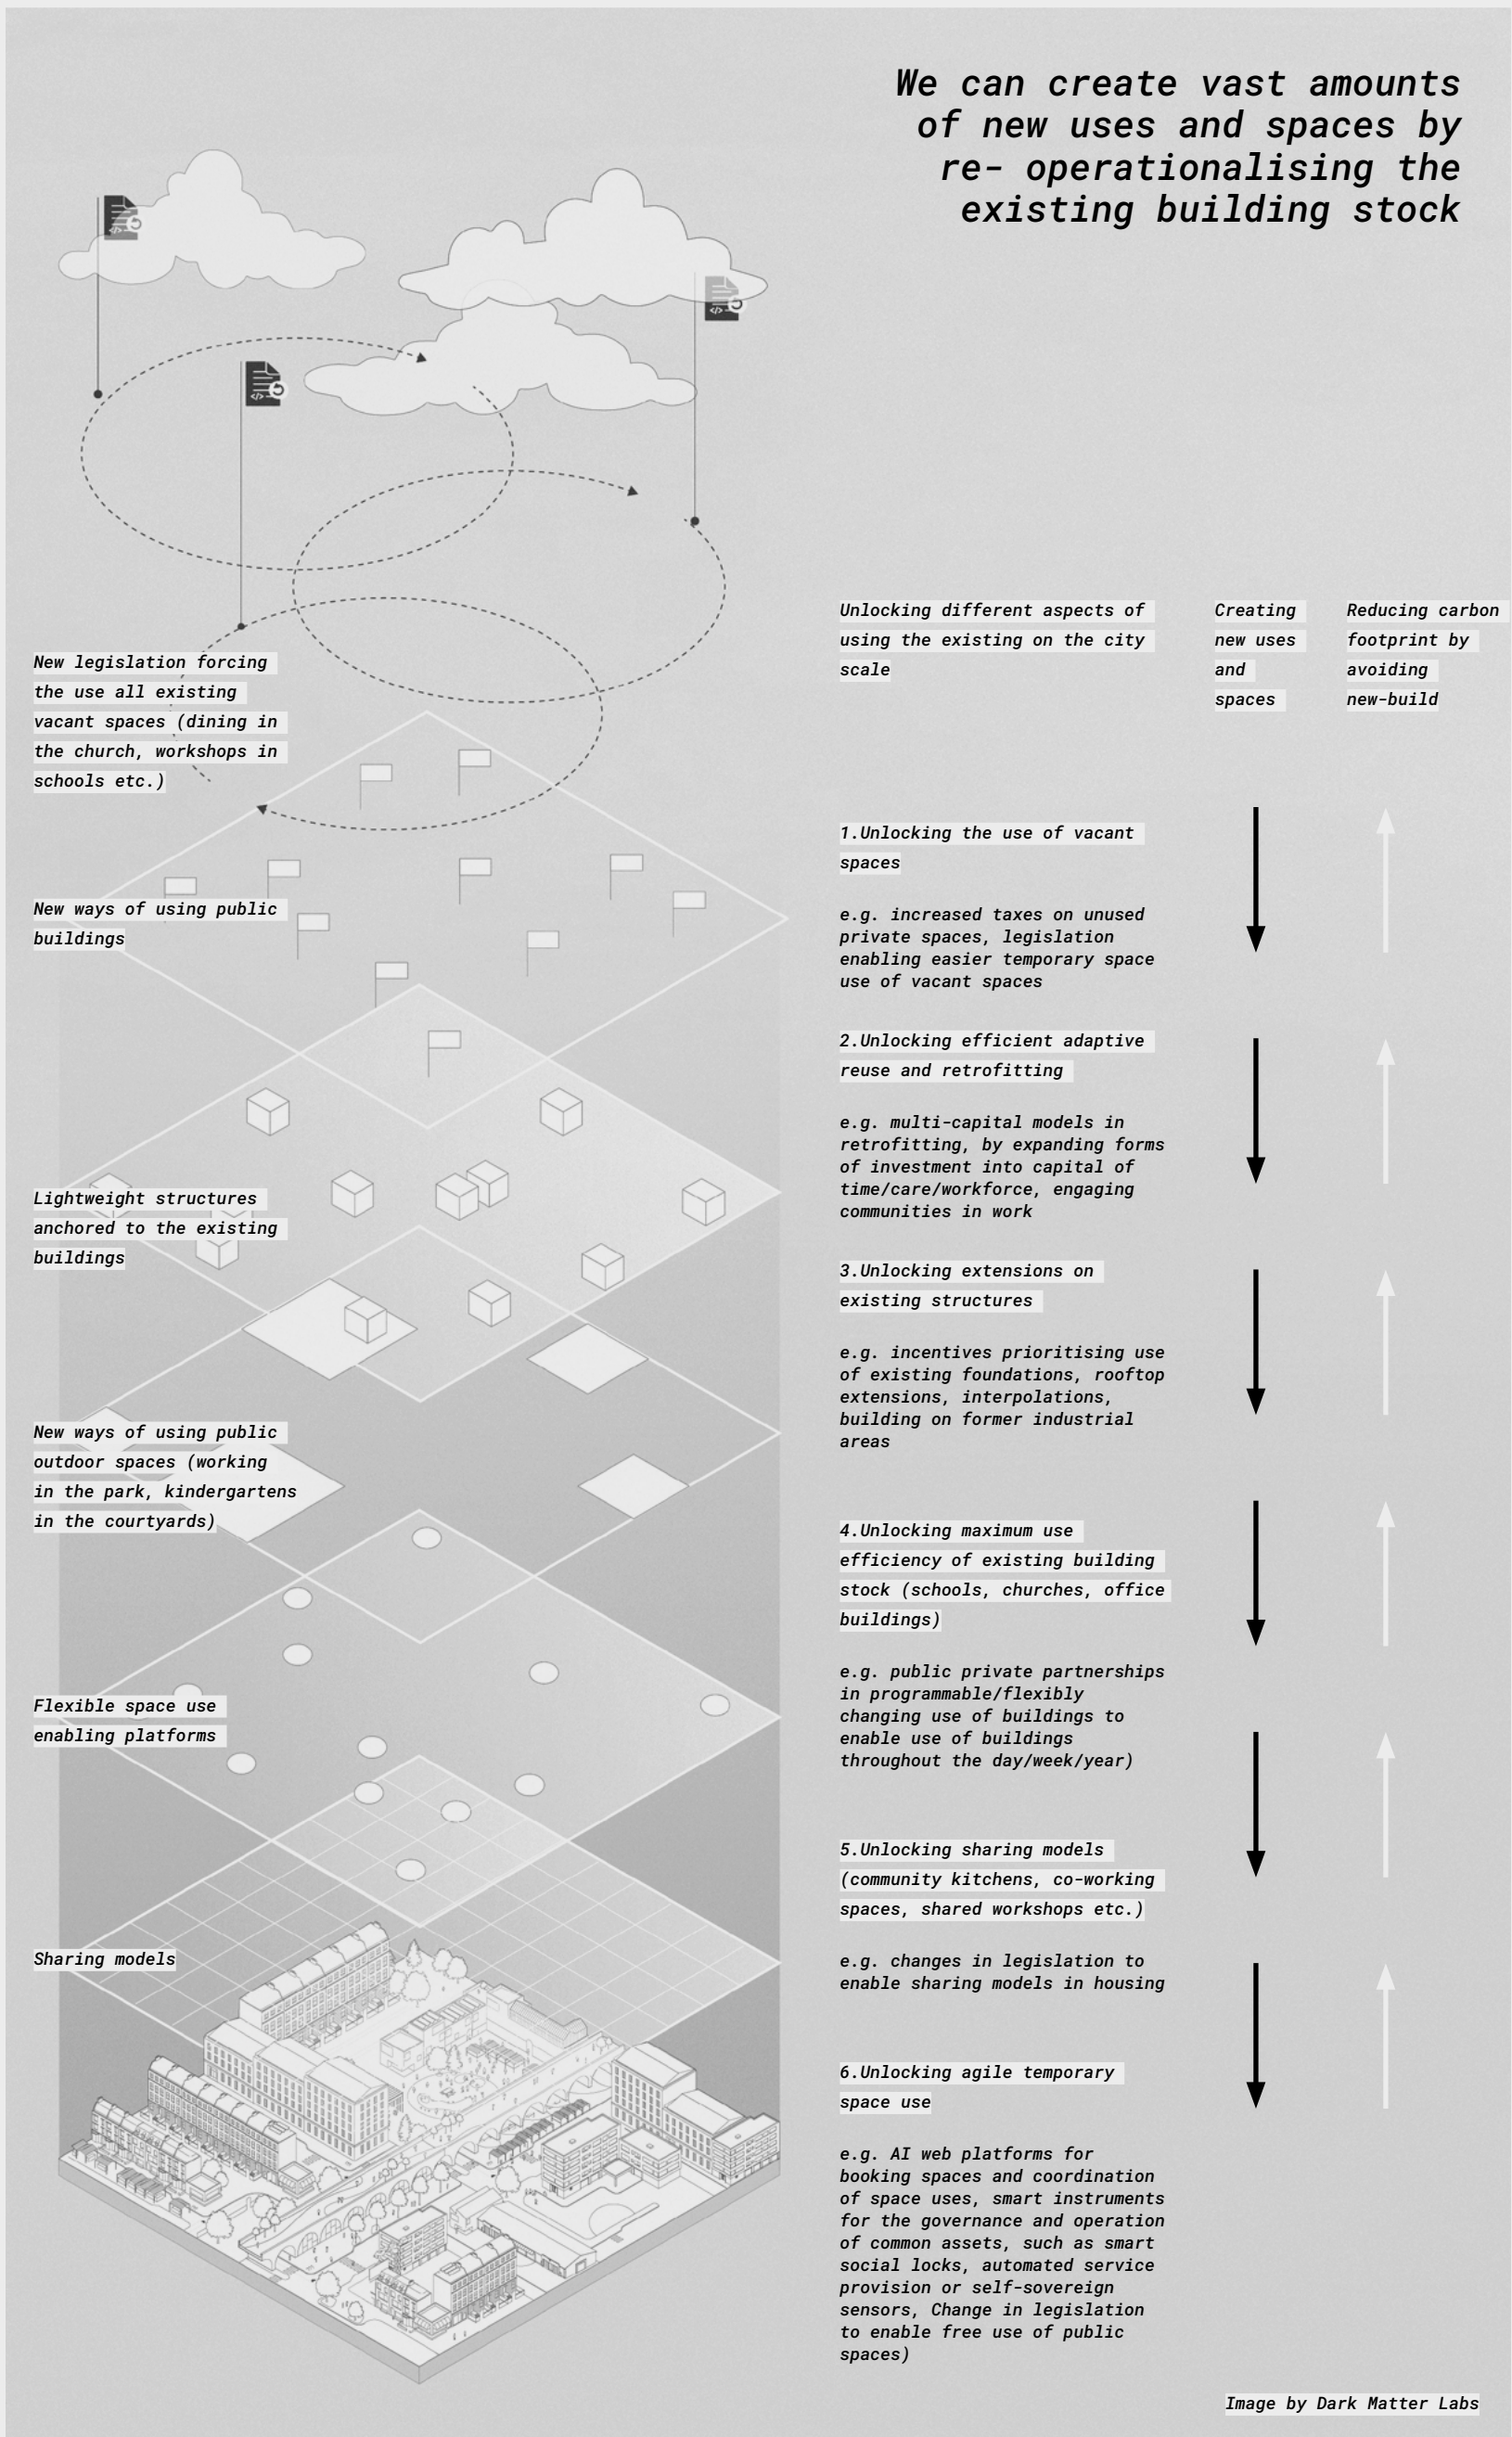 We can create vast amounts
of new uses and spaces by
re- operationalising the
existing building stock
New legislation forcing
the use all existing
vacant spaces (dining in
the church, workshops in
schools etc.)
New ways of using public
buildings
Lightweight structures
anchored to the existing
buildings
New ways of using public
outdoor spaces (working
in the park, kindergartens
in the courtyards)
Flexible space use
enabling platforms
Sharing models
Unlocking different aspects of
using the existing on the city
scale
Creating
new uses
and
spaces
Reducing carbon
footprint by
avoiding
new-build
1.Unlocking the use of vacant
spaces
e.g. increased taxes on unused
private spaces, legislation
enabling easier temporary space
use of vacant spaces
2.Unlocking efficient adaptive
reuse and retrofitting
e.g. multi-capital models in
retrofitting, by expanding forms
of investment into capital of
time/care/workforce, engaging
communities in work
3.Unlocking extensions on
existing structures
e.g. incentives prioritising use
of existing foundations, rooftop
extensions, interpolations,
building on former industrial
areas
4.Unlocking maximum use
efficiency of existing building
stock (schools, churches, office
buildings)
e.g. public private partnerships
in programmable/flexibly
changing use of buildings to
enable use of buildings
throughout the day/week/year)
5.Unlocking sharing models
(community kitchens, co-working
spaces, shared workshops etc.)
e.g. changes in legislation to
enable sharing models in housing
6.Unlocking agile temporary
space use
e.g. AI web platforms for
booking spaces and coordination
of space uses, smart instruments
for the governance and operation
of common assets, such as smart
social locks, automated service
provision or self-sovereign
sensors, Change in legislation
to enable free use of public
spaces)
Image by Dark Matter Labs